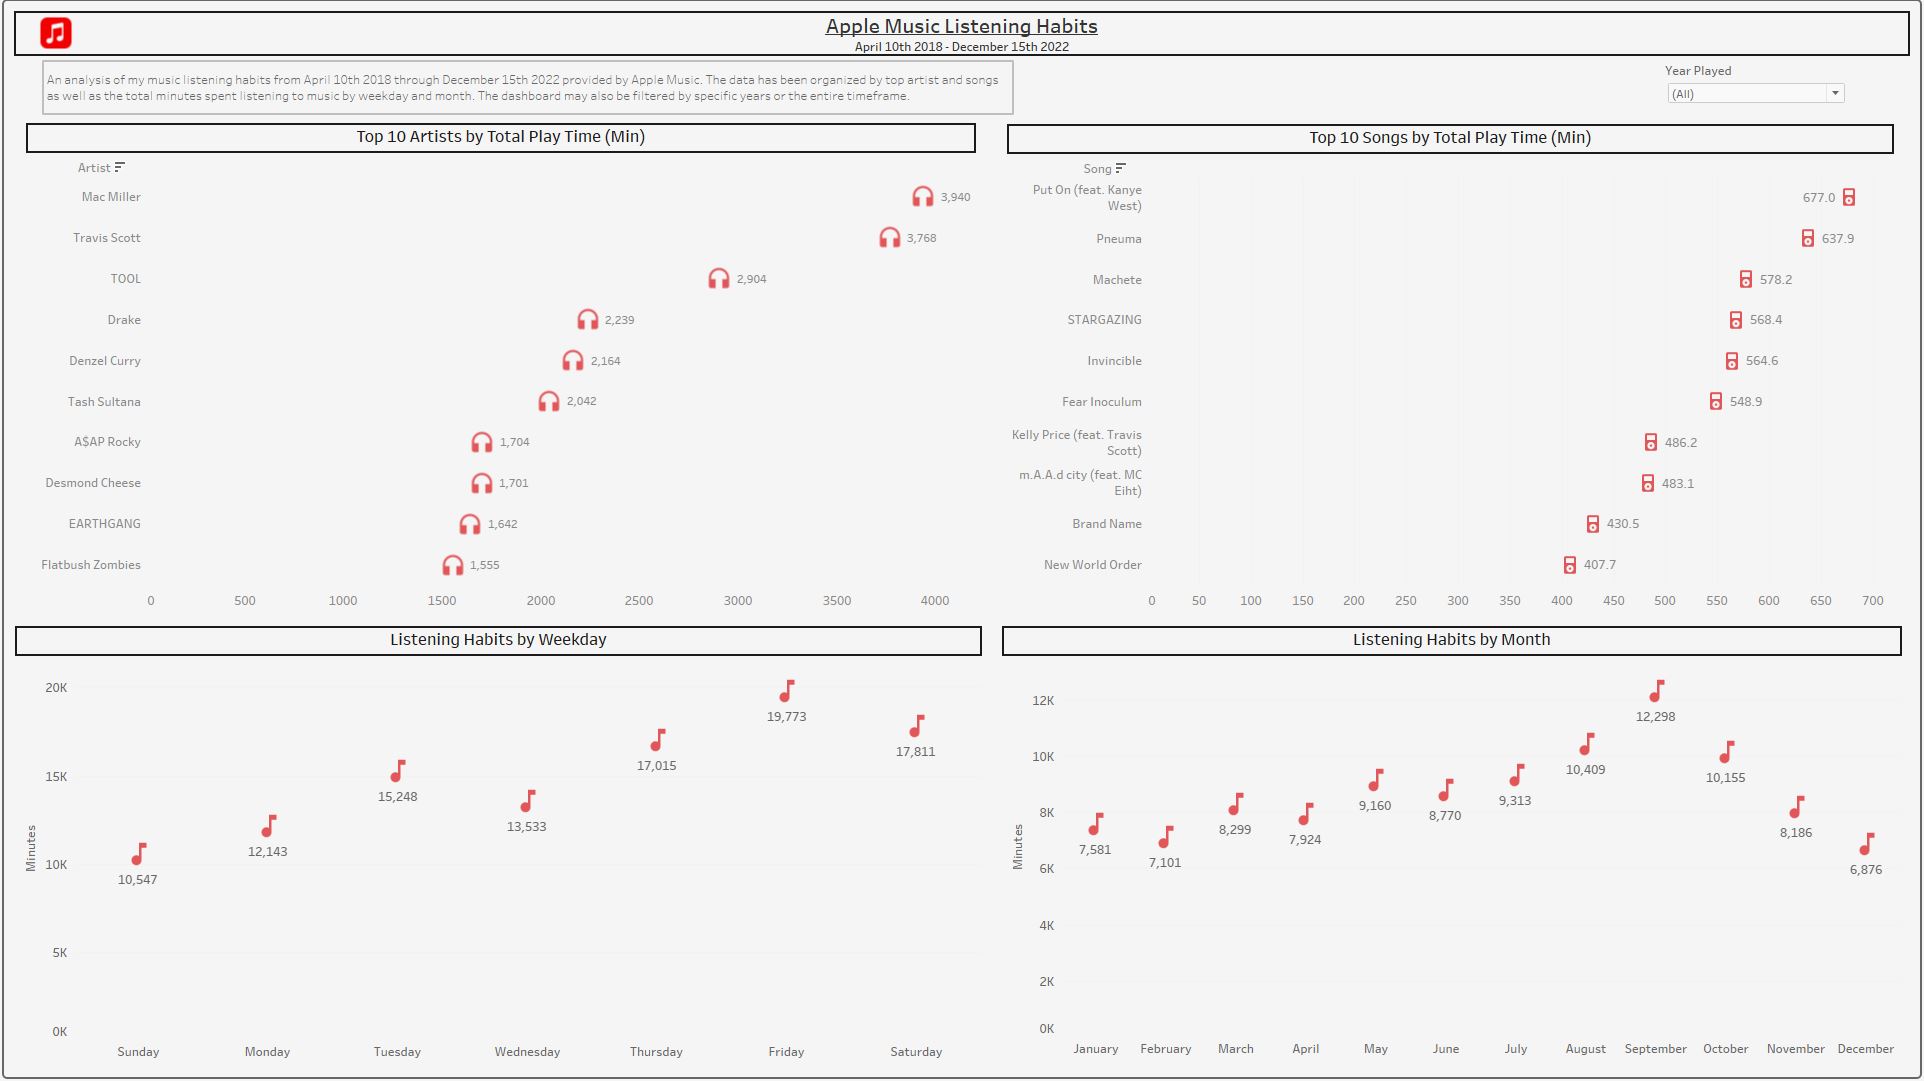 Apple Music Listening Habits
April 10th 2018 - December 15th 2022
An analysis of my music listening habits from April 10th 2018 through December 15th 2022 provided by Apple Music. The data has been organized by top artist and songs
as well as the total minutes spent listening to music by weekday and month. The dashboard may also be filtered by specific years or the entire timeframe.
Year Played
(All)
Top 10 Artists by Total Play Time (Min)
Artist
Mac Miller 3,940
Travis Scott 3,768
TOOL 2,904
Drake 2,239
Denzel Curry 2,164
Tash Sultana 2,042
A$AP Rocky 1,704
Desmond Cheese 1,701
EARTHGANG 1,642
Flatbush Zombies 1,555
0 500 1000 1500 2000 2500 3000 3500 4000
Top 10 Songs by Total Play Time (Min)
Song
Put On (feat. Kanye
West) 677.0
Pneuma 637.9
Machete 578.2
STARGAZING 568.4
Invincible 564.6
Fear Inoculum 548.9
Kelly Price (feat. Travis
Scott) 486.2
m.A.A.d city (feat. MC
Eiht) 483.1
Brand Name 430.5
New World Order 407.7
0 50 100 150 200 250 300 350 400 450 500 550 600 650 700
Listening Habits by Weekday
Minutes
20K
15K
10K
5K
0K
10,547
12,143
15,248
13,533
17,015
19,773
17,811
Sunday Monday Tuesday Wednesday Thursday Friday Saturday
Listening Habits by Month
Minutes
12K
10K
8K
6K
4K
2K
0K
7,581
7,101
8,299
7,924
9,160
8,770
9,313
10,409
12,298
10,155
8,186
6,876
January February March April May June July August September October November December